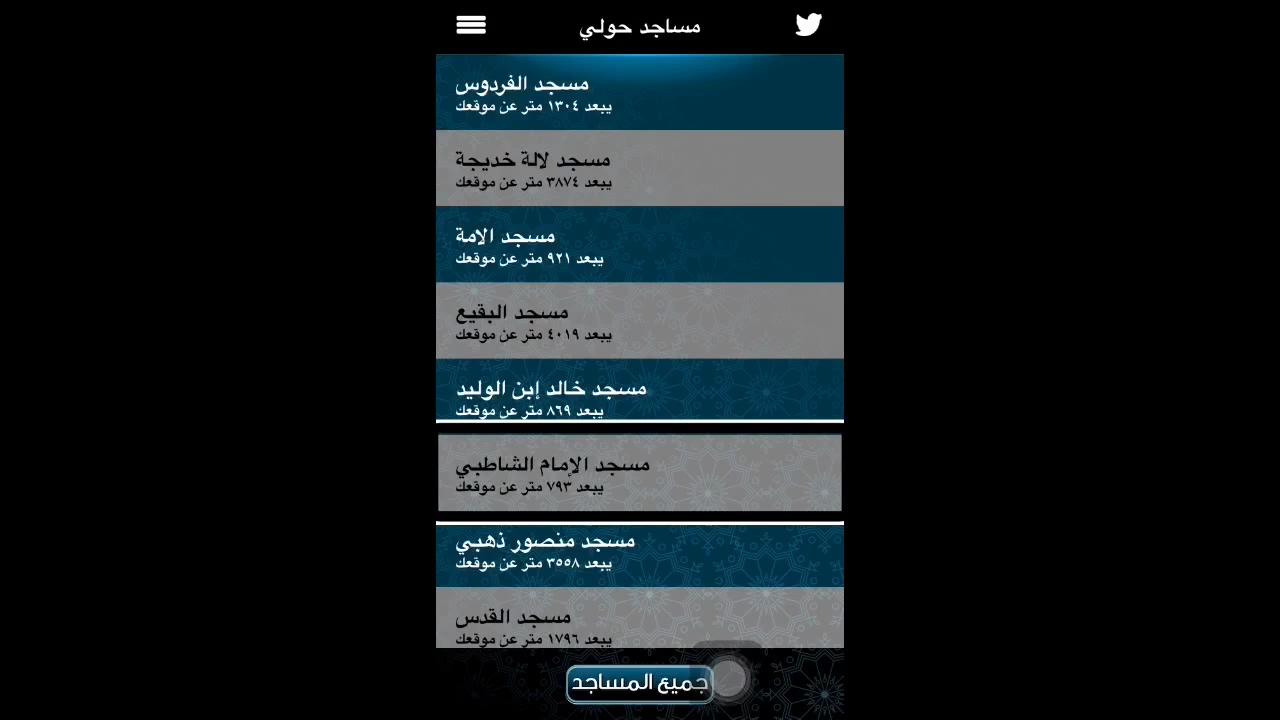 مساجد حولي
مسجد الفردوس
يبعد ١٣٠٤ متر عن موقعك
مسجد لالة خديجة
يبعد ٣٨٧٤ متر عن موقعك
مسجد الامة
يبعد ٩٢١ متر عن موقعك
مسجد البقيع
يبعد ٤٠١٩ متر عن موقعك
مسجد خالد إبن الوليد
يبعد ٨٦٩ متر عن موقعك
مسجد الإمام الشاطبي
يبعد ٧٩٣ متر عن موقعك
مسجد منصور ذهبي
يبعد ٣٥٥٨ متر عن موقعك
مسجد القدس
يبعد ١٧٩٦ متر عن موقعك
جميع المساجد